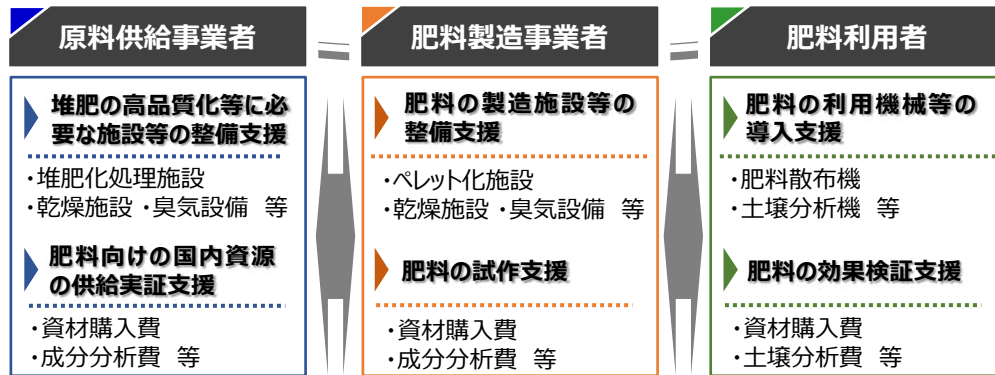 原料供給事業者
堆肥の高品質化等に必
要な施設等の整備支援
・堆肥化処理施設
・乾燥施設 ・臭気設備 等
肥料向けの国内資源
の供給実証支援
・資材購入費
・成分分析費 等
肥料製造事業者
肥料の製造施設等の
整備支援
・ペレット化施設
・乾燥施設 ・臭気設備 等
肥料の試作支援
・資材購入費
・成分分析費 等
肥料利用者
肥料の利用機械等の
導入支援
・肥料散布機
・土壌分析機 等
肥料の効果検証支援
・資材購入費
・土壌分析費 等